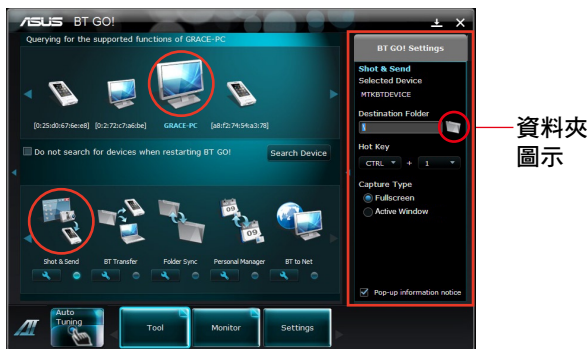 ASUS BT GO!
Querying for the supported functions of GRACE-PC
[0:25:d0:67:6e:e8] [0:2:72:c7:a6:be] GRACE-PC [a8:f2:74:54:a3:78]
Do not search for devices when restarting BT GO!
Search Device
Shot & Send BT Transfer Folder Sync Personal Manager BT to Net
09
09
Auto
Tuning
Tool Monitor Settings
BT GO! Settings
Shot & Send
Selected Device
MTKBTDEVICE
Destination Folder
\
Hot Key
CTRL + 1
Capture Type
Fullscreen
Active Window
Pop-up information notice
資料夾
圖示